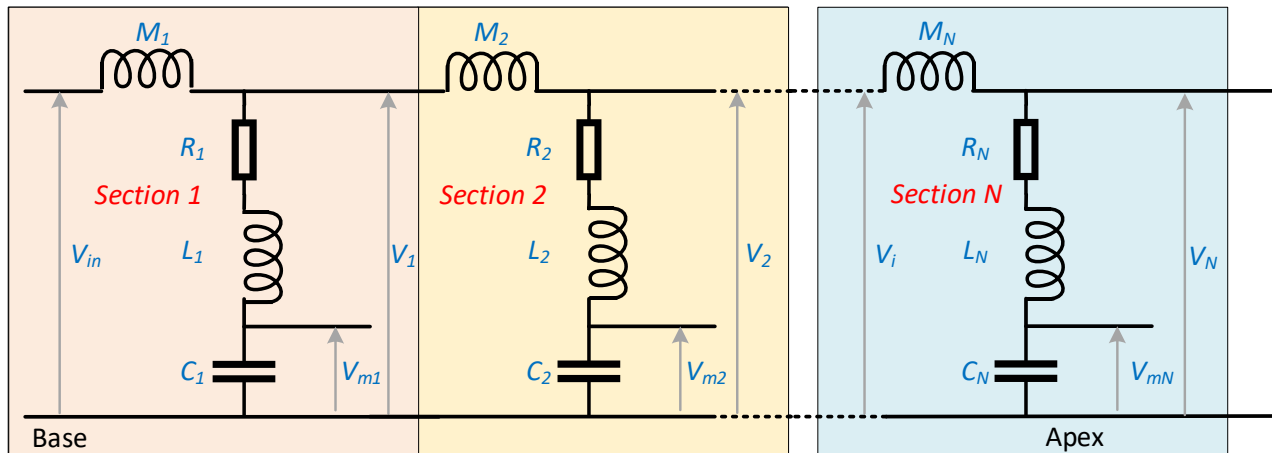 M1 M2 MN
R1 R2 RN
Section 1 Section 2 Section N
Vin L1 V1 L2 V2 Vi LN VN
C1 Vm1 C2 Vm2 CN VmN
Base Apex